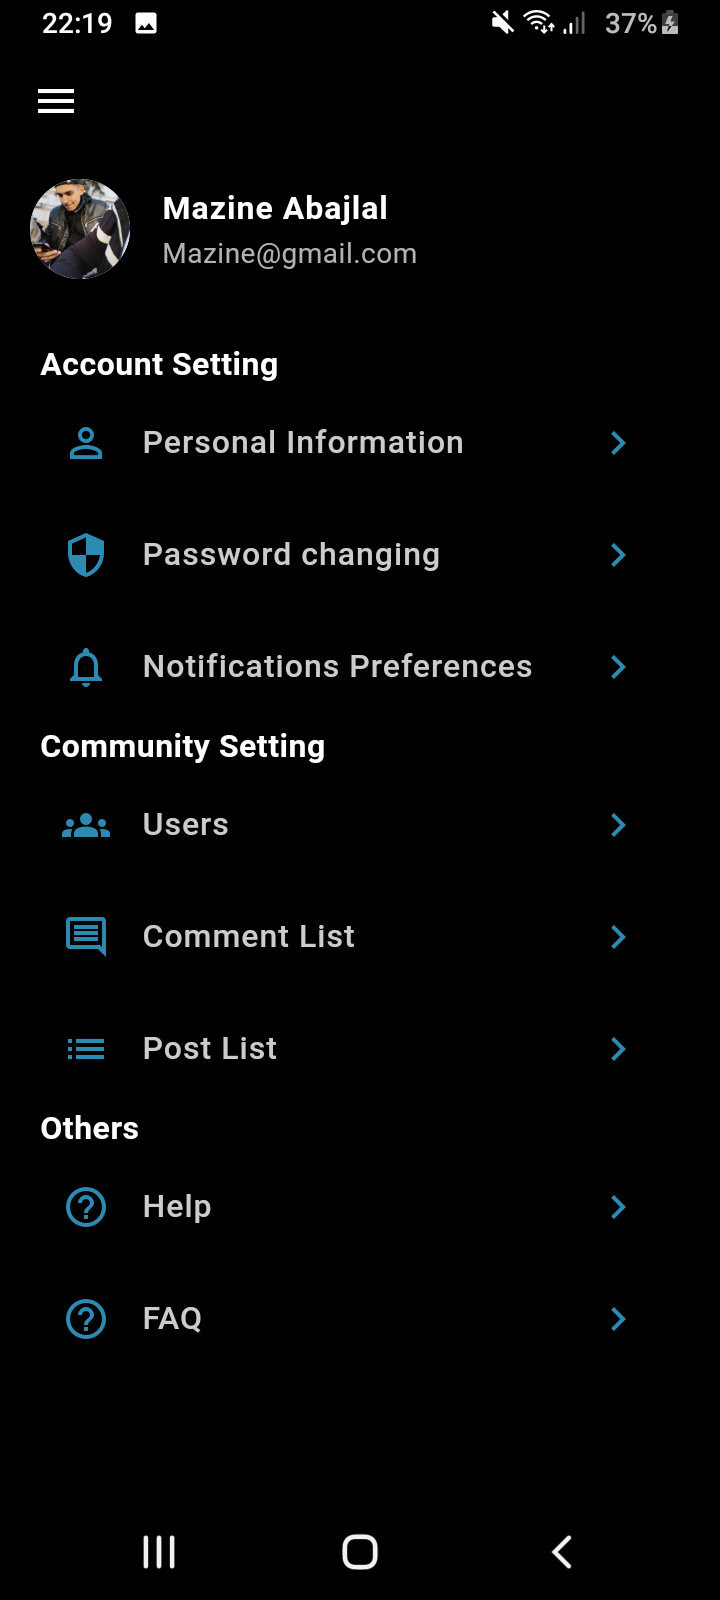 22:19 37%
Mazine Abajlal
Mazine@gmail.com
Account Setting
Personal Information
Password changing
Notifications Preferences
Community Setting
Users
Comment List
Post List
Others
Help
FAQ